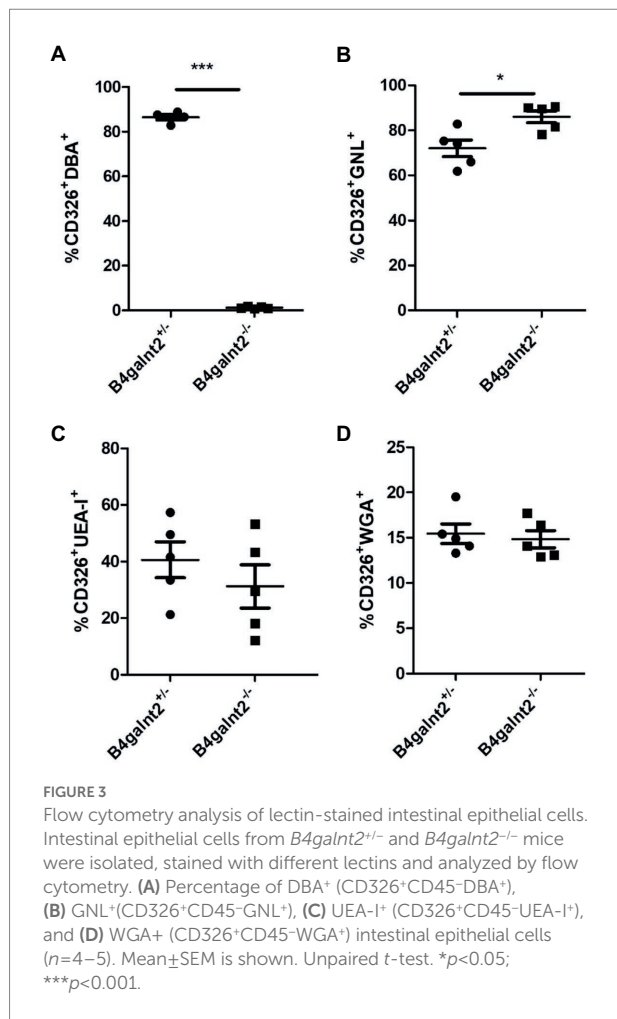 A
***
%CD326⁺DBA⁺
100
80
60
40
20
0
B4galnt2⁺/⁻
B4galnt2⁻/⁻
B
*
%CD326⁺GNL⁺
100
80
60
40
20
0
B4galnt2⁺/⁻
B4galnt2⁻/⁻
C
%CD326⁺UEA-I⁺
80
60
40
20
0
B4galnt2⁺/⁻
B4galnt2⁻/⁻
D
%CD326⁺WGA⁺
25
20
15
10
5
0
B4galnt2⁺/⁻
B4galnt2⁻/⁻
FIGURE 3
Flow cytometry analysis of lectin-stained intestinal epithelial cells.
Intestinal epithelial cells from B4galnt2⁺/⁻ and B4galnt2⁻/⁻ mice
were isolated, stained with different lectins and analyzed by flow
cytometry. (A) Percentage of DBA⁺ (CD326⁺CD45⁻DBA⁺),
(B) GNL⁺(CD326⁺CD45⁻GNL⁺), (C) UEA-I⁺ (CD326⁺CD45⁻UEA-I⁺),
and (D) WGA+ (CD326⁺CD45⁻WGA⁺) intestinal epithelial cells
(n=4–5). Mean±SEM is shown. Unpaired t-test. *p<0.05;
***p<0.001.